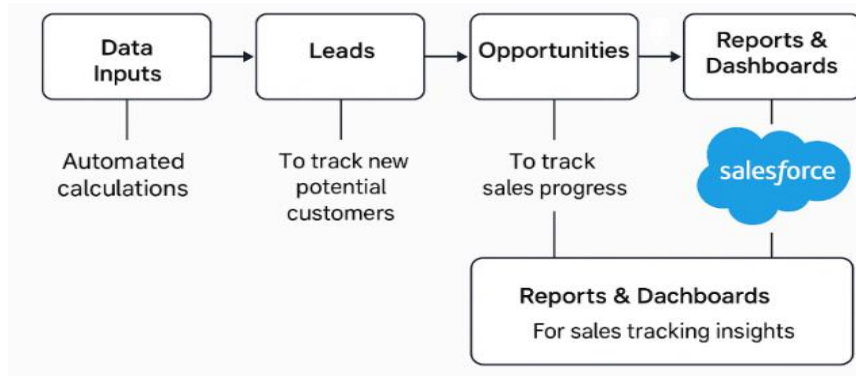 Data
Inputs
Leads
Opportunities
Reports &
Dashboards
Automated
calculations
To track new
potential
customers
To track
sales progress
salesforce
Reports & Dachboards
For sales tracking insights